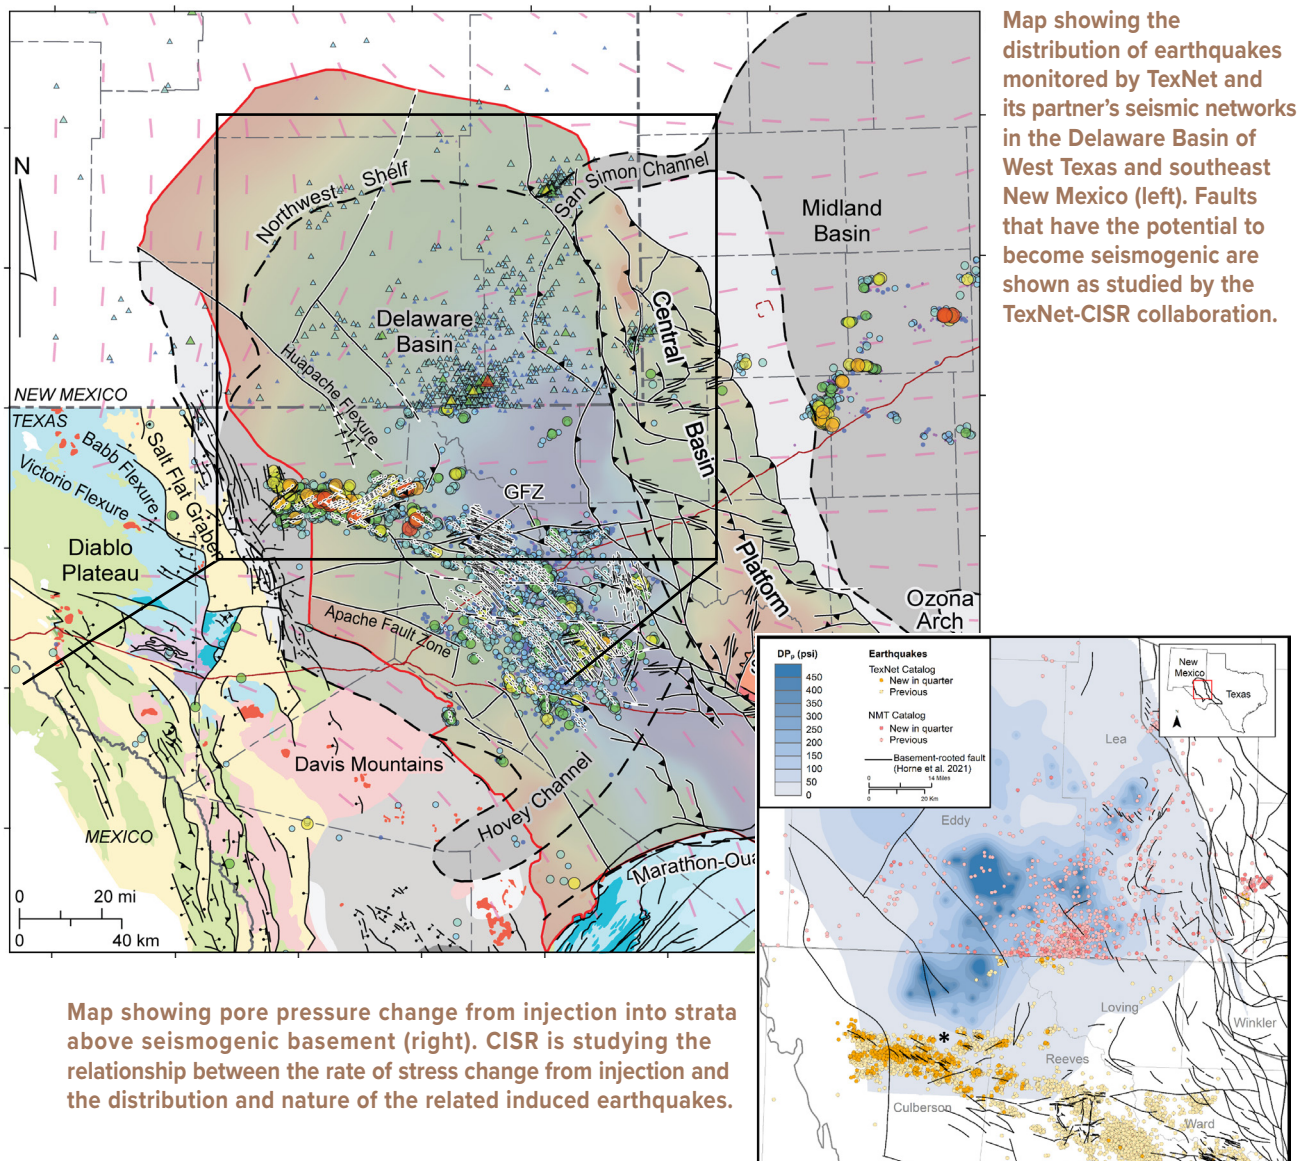 Map showing the
distribution of earthquakes
monitored by TexNet and
its partner's seismic networks
in the Delaware Basin of
West Texas and southeast
New Mexico (left). Faults
that have the potential to
become seismogenic are
shown as studied by the
TexNet-CISR collaboration.
N
Northwest Shelf
San Simon Channel
Midland
Basin
Delaware
Basin
Central
Basin
Platform
Huapache Flexure
NEW MEXICO
TEXAS
Babb Flexure
Victorio Flexure
Salt Flat Graben
GFZ
Diablo
Plateau
Apache Fault Zone
Ozona
Arch
Davis Mountains
Hovey Channel
MEXICO
Marathon-Oua
0 20 mi
0 40 km
DPp (psi)
450
400
350
300
250
200
150
100
50
0
Earthquakes
TexNet Catalog
New in quarter
Previous
NMT Catalog
New in quarter
Previous
Basement-rooted fault
(Horne et al. 2021)
0 14 Miles
0 20 Km
New
Mexico
Texas
N
Lea
Eddy
Loving
Winkler
*
Reeves
Culberson
Ward
Map showing pore pressure change from injection into strata
above seismogenic basement (right). CISR is studying the
relationship between the rate of stress change from injection and
the distribution and nature of the related induced earthquakes.